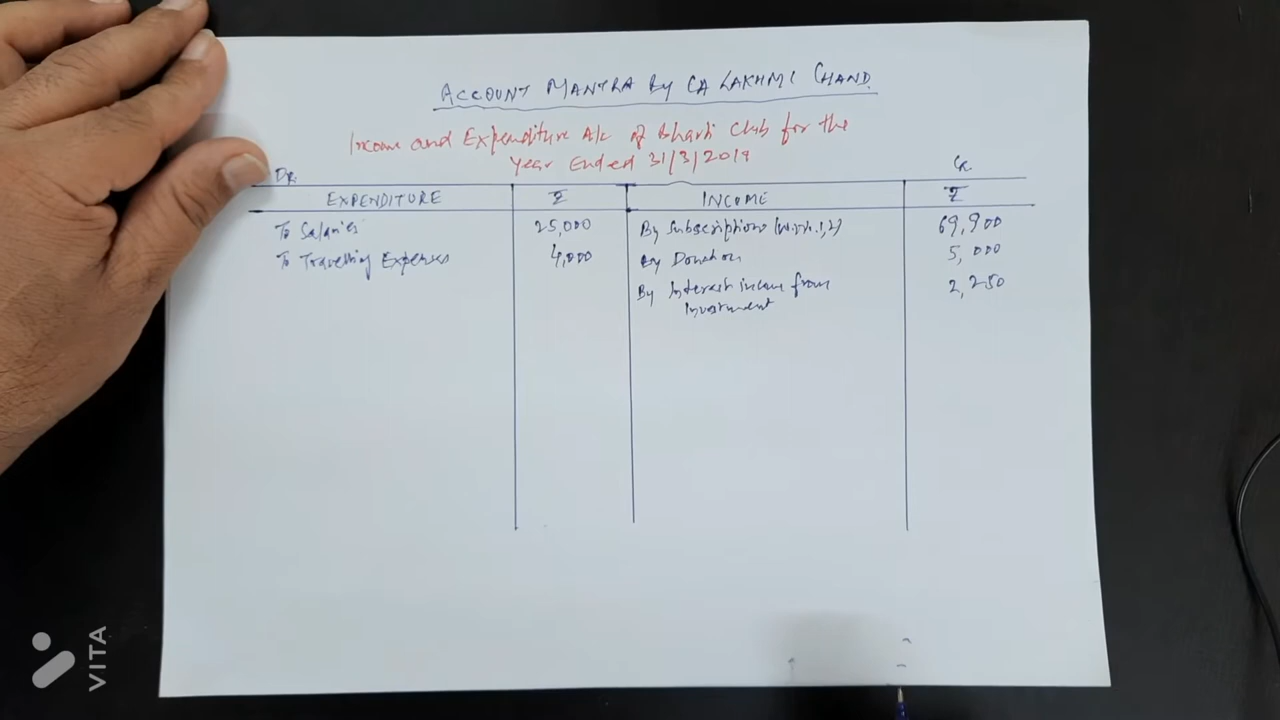 ACCOUNT MANTRA By CA LAKHMI CHAND
Income and Expenditure A/c of Bharti Club for the
Year Ended 31/3/2019
Dr.
Cr.
EXPENDITURE ₹ INCOME ₹
To Salaries 25,000 By Subscriptions (W.N.1,2) 69,900
To Travelling Expenses 4,000 By Donation 5,000
By Interest income from 2,250
Investment
VITA